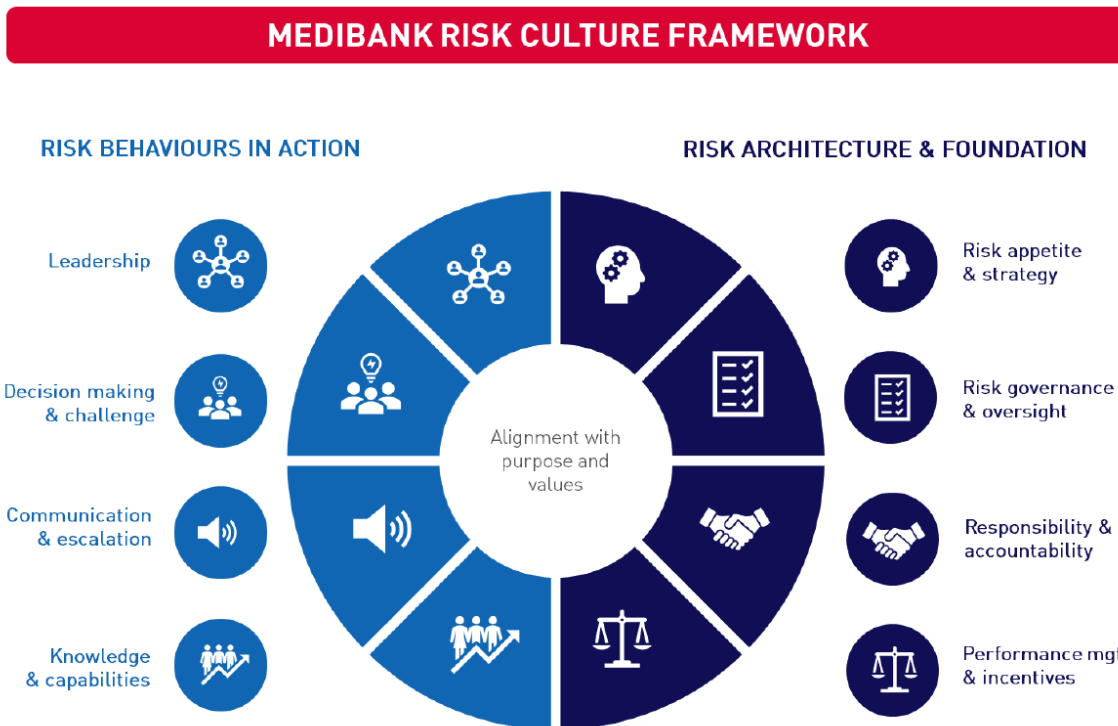 MEDIBANK RISK CULTURE FRAMEWORK
RISK BEHAVIOURS IN ACTION
Leadership
Decision making
& challenge
Communication
& escalation
Knowledge
& capabilities
Alignment with
purpose and
values
RISK ARCHITECTURE & FOUNDATION
Risk appetite
& strategy
Risk governance
& oversight
Responsibility &
accountability
Performance mgt
& incentives